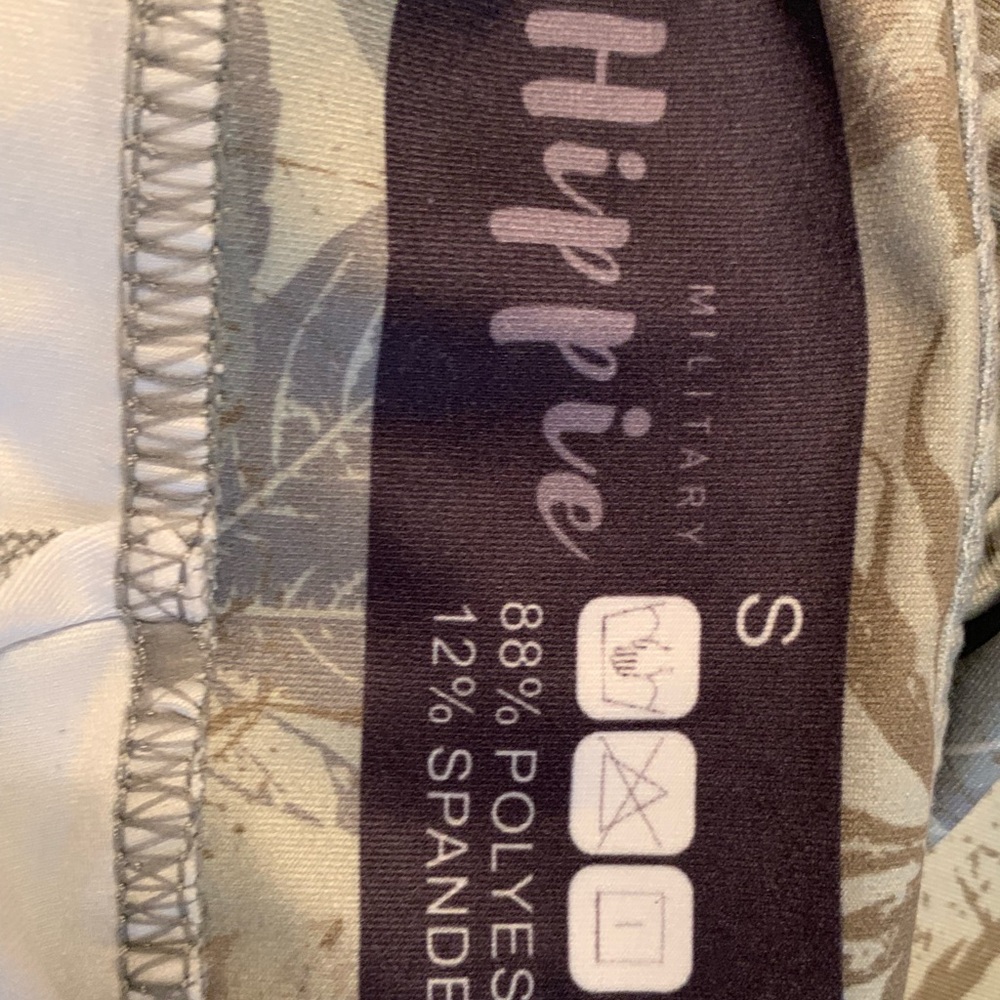 MILITARY
Hippie
S
88% POLYES
12% SPANDE